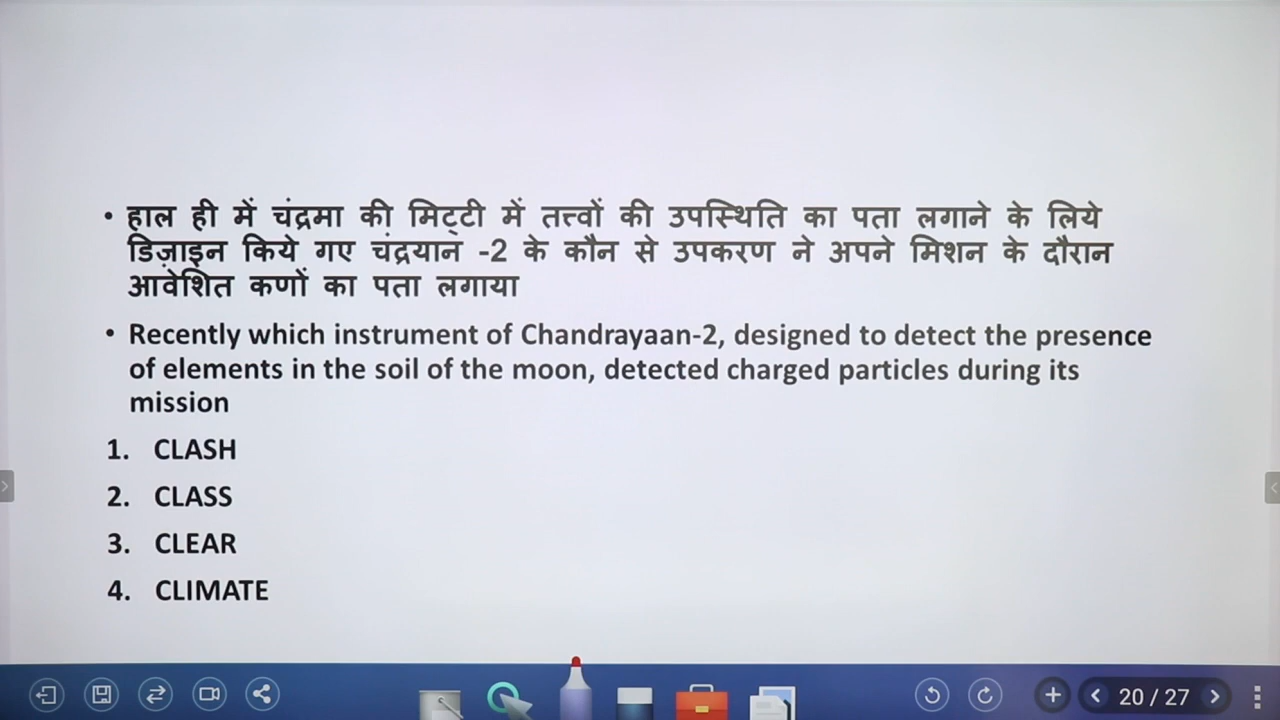 • हाल ही में चंद्रमा की मिट्टी में तत्त्वों की उपस्थिति का पता लगाने के लिये
डिज़ाइन किये गए चंद्रयान -2 के कौन से उपकरण ने अपने मिशन के दौरान
आवेशित कणों का पता लगाया
• Recently which instrument of Chandrayaan-2, designed to detect the presence
of elements in the soil of the moon, detected charged particles during its
mission
1. CLASH
2. CLASS
3. CLEAR
4. CLIMATE
20 / 27